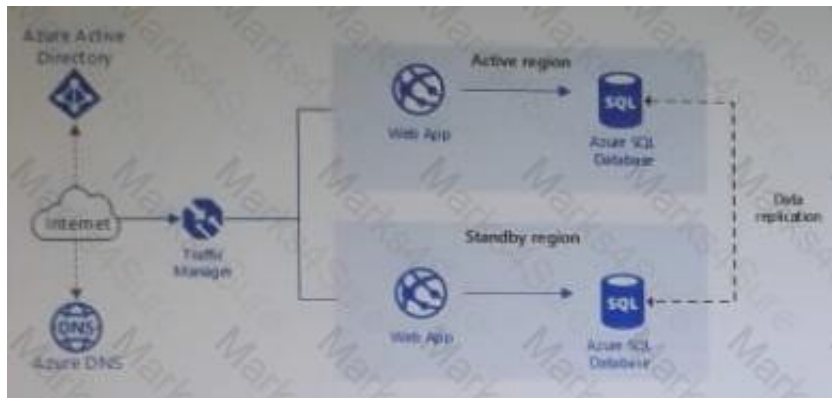 Azure Active
Directory
Internet
DNS
Azure DNS
Traffic
Manager
Active region
Web App
SQL
Azure SQL
Database
Standby region
Web App
SQL
Azure SQL
Database
Data
replication
Marks4Sure